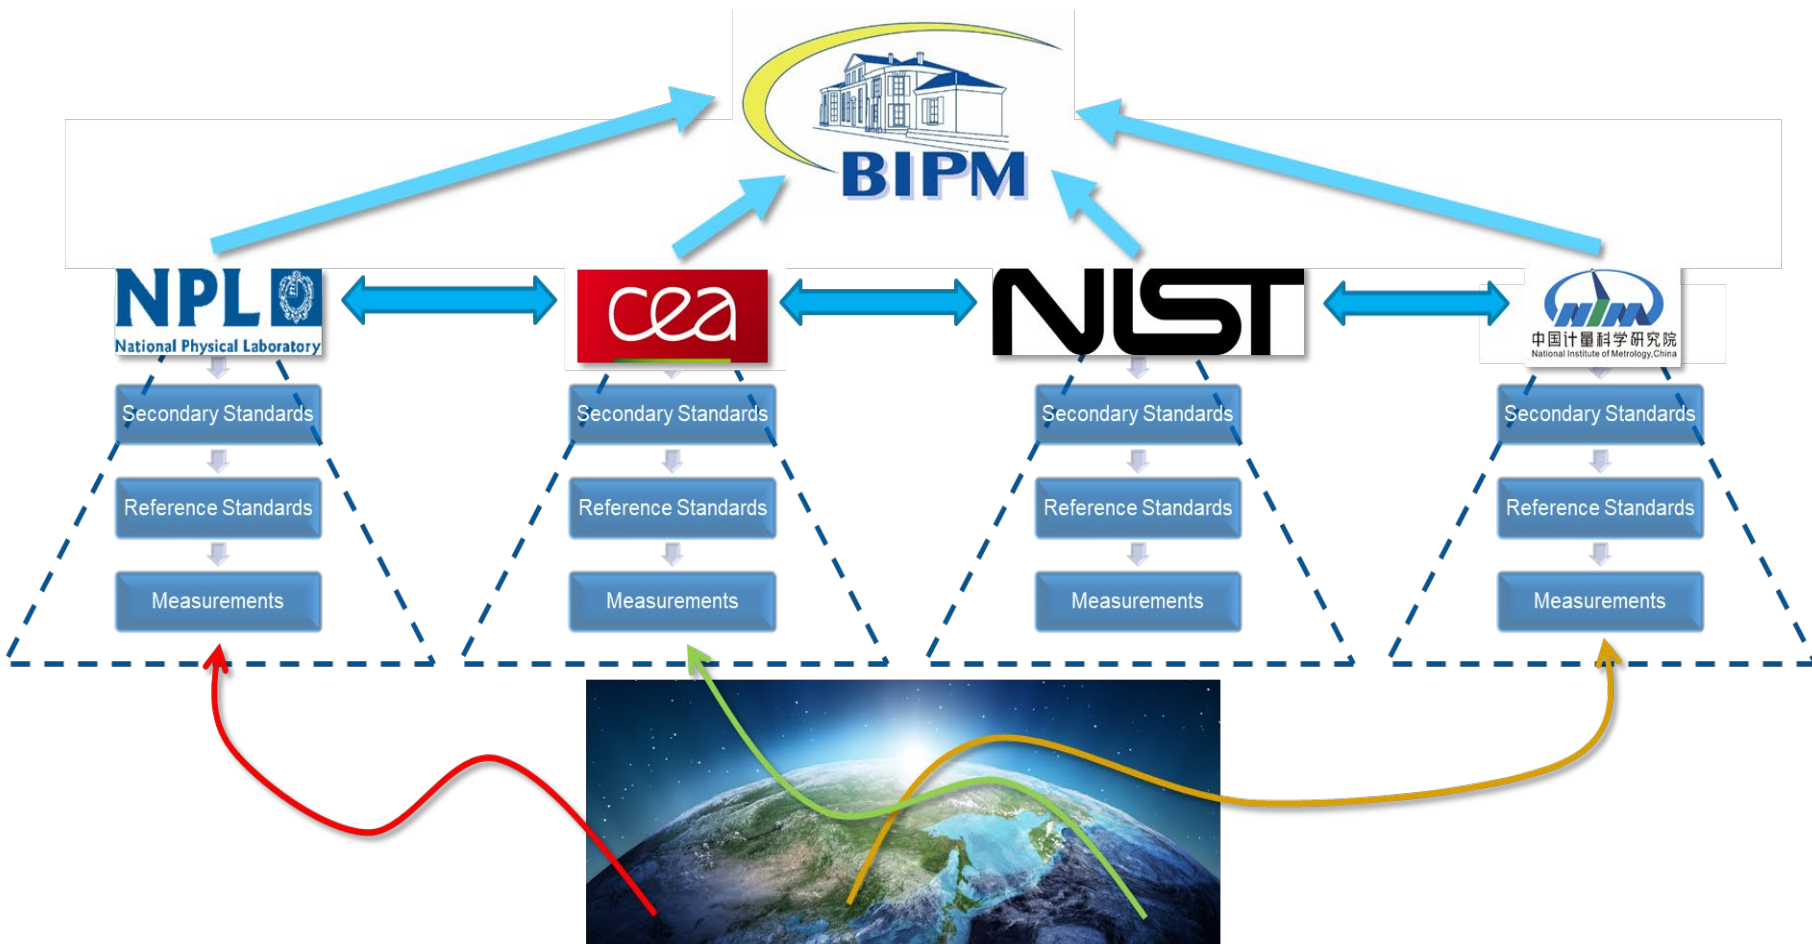 BIPM
NPL
National Physical Laboratory
cea
NIST
NIM
中国计量科学研究院
National Institute of Metrology,China
Secondary Standards
Secondary Standards
Secondary Standards
Secondary Standards
Reference Standards
Reference Standards
Reference Standards
Reference Standards
Measurements
Measurements
Measurements
Measurements